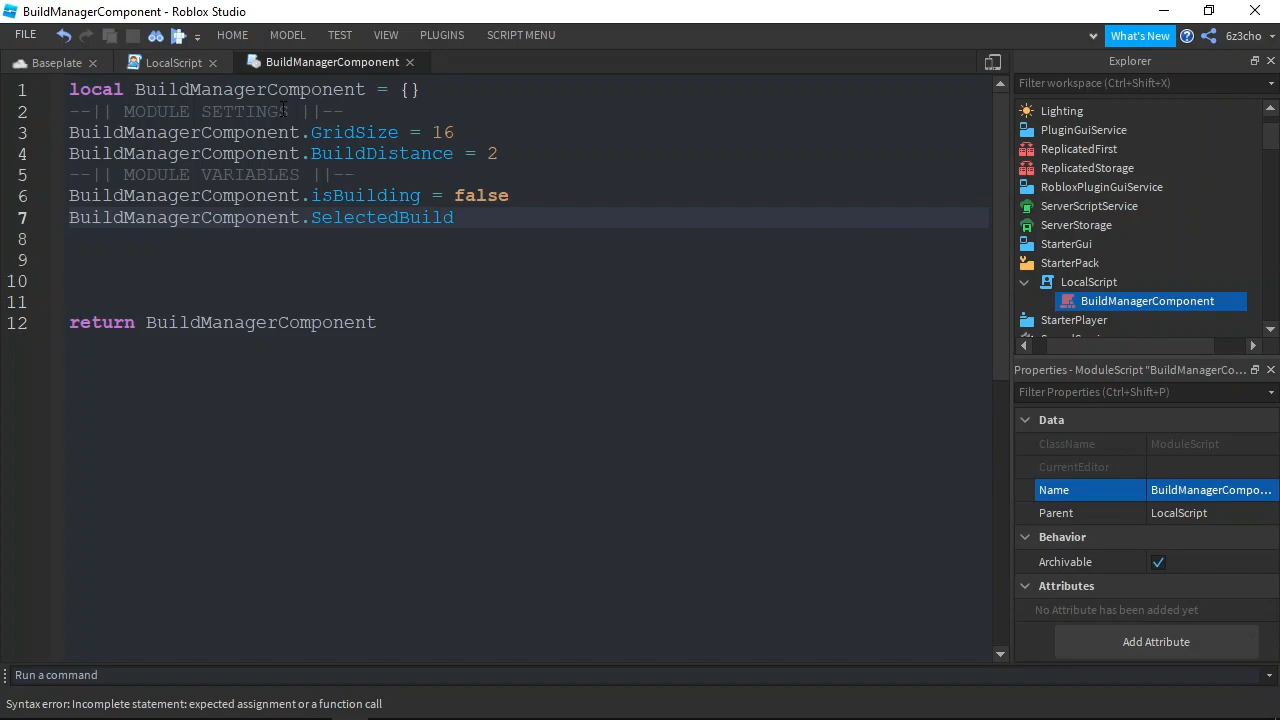 BuildManagerComponent - Roblox Studio
FILE
HOME
MODEL
TEST
VIEW
PLUGINS
SCRIPT MENU
What's New
6z3cho
Baseplate
LocalScript
BuildManagerComponent
1 local BuildManagerComponent = {}
2 --|| MODULE SETTINGS ||--
3 BuildManagerComponent.GridSize = 16
4 BuildManagerComponent.BuildDistance = 2
5 --|| MODULE VARIABLES ||--
6 BuildManagerComponent.isBuilding = false
7 BuildManagerComponent.SelectedBuild
8
9
10
11
12 return BuildManagerComponent
Explorer
Filter workspace (Ctrl+Shift+X)
Lighting
PluginGuiService
ReplicatedFirst
ReplicatedStorage
RobloxPluginGuiService
ServerScriptService
ServerStorage
StarterGui
StarterPack
LocalScript
BuildManagerComponent
StarterPlayer
Properties - ModuleScript "BuildManagerCo...
Filter Properties (Ctrl+Shift+P)
Data
ClassName ModuleScript
CurrentEditor
Name BuildManagerCompo...
Parent LocalScript
Behavior
Archivable
Attributes
No Attribute has been added yet
Add Attribute
Run a command
Syntax error: Incomplete statement: expected assignment or a function call